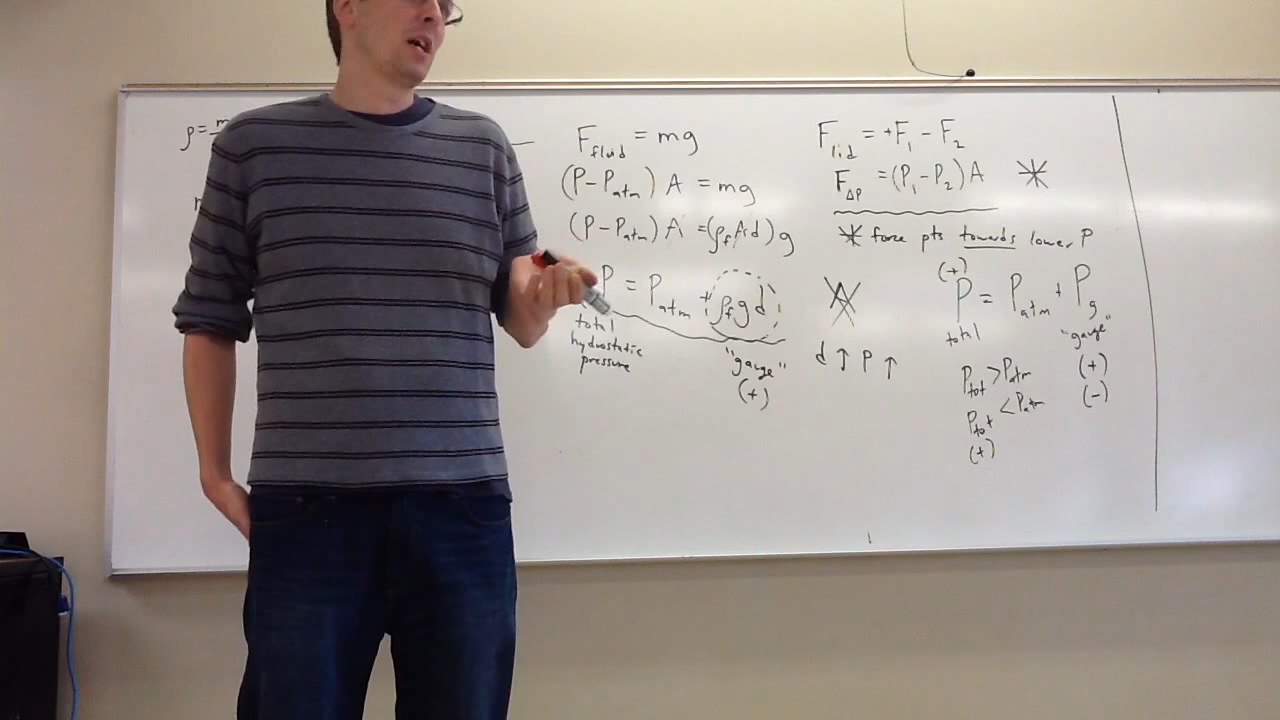 ρ = m
F_fluid = mg
(P - P_atm) A = mg
(P - P_atm) A = (ρ_f A d) g
P = P_atm + ρ_f g d
total
hydrostatic
pressure
"gauge"
(+)
F_lid = +F_1 - F_2
F_ΔP = (P_1 - P_2) A
force pts towards lower P
d ↑ P ↑
(+)
P = P_atm + P_g
total
"gauge"
P_tot > P_atm
(+)
P_tot < P_atm
(-)
(+)